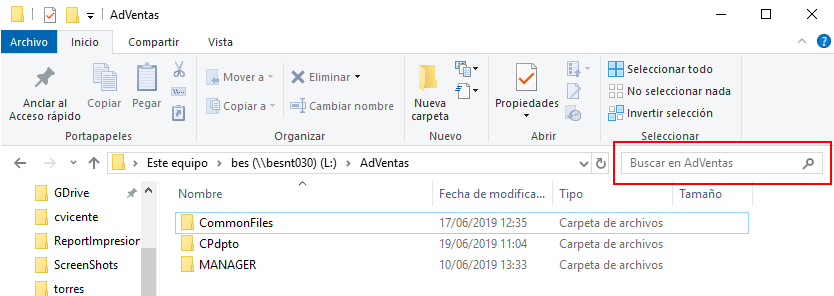 AdVentas
Archivo Inicio Compartir Vista
Anclar al
Acceso rápido
Copiar
Pegar
Portapapeles
Mover a
Copiar a
Eliminar
Cambiar nombre
Organizar
Nueva
carpeta
Nuevo
Propiedades
Abrir
Seleccionar todo
No seleccionar nada
Invertir selección
Seleccionar
Este equipo bes (\\besnt030) (L:) AdVentas
Buscar en AdVentas
GDrive
cvicente
ReportImpresion
ScreenShots
torres
Nombre Fecha de modifica... Tipo Tamaño
CommonFiles 17/06/2019 12:35 Carpeta de archivos
CPdpto 19/06/2019 11:04 Carpeta de archivos
MANAGER 10/06/2019 13:33 Carpeta de archivos